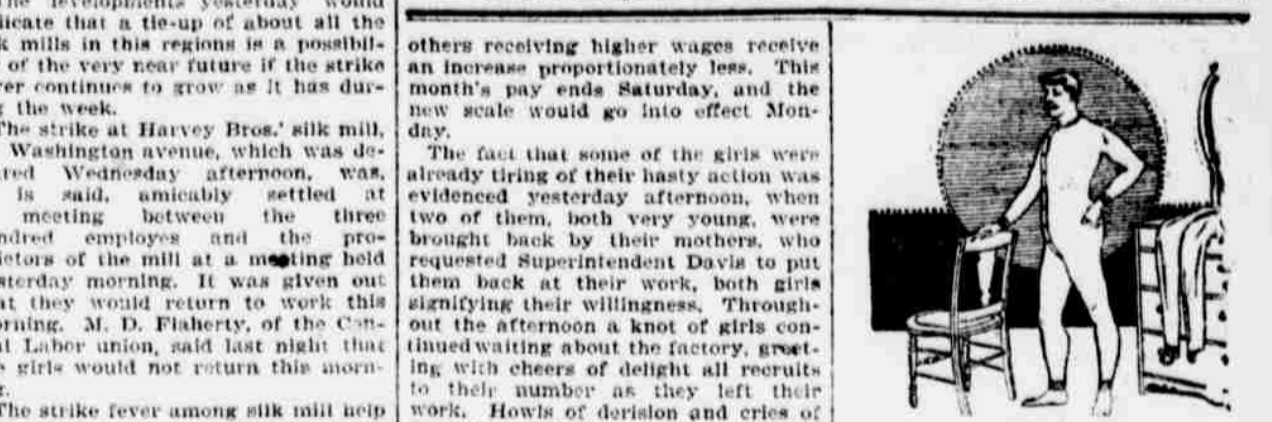 The developments yesterday would
dicate that a tie-up of about all the
k mills in this regions is a possibil-
of the very near future if the strike
er continues to grow as it has dur-
the week.
The strike at Harvey Bros.' silk mill,
Washington avenue, which was de-
red Wednesday afternoon, was,
is said, amicably settled at
meeting between the three
ndred employes and the pro-
ietors of the mill at a meeting held
sterday morning. It was given out
at they would return to work this
orning. M. D. Flaherty, of the Cen-
al Labor union, said last night that
e girls would not return this morn-
The strike fever among silk mill help
others receiving higher wages receive
an increase proportionately less. This
month's pay ends Saturday, and the
new scale would go into effect Mon-
day.
The fact that some of the girls were
already tiring of their hasty action was
evidenced yesterday afternoon, when
two of them, both very young, were
brought back by their mothers, who
requested Superintendent Davis to put
them back at their work, both girls
signifying their willingness. Through-
out the afternoon a knot of girls con-
tinued waiting about the factory, greet-
ing with cheers of delight all recruits
to their number as they left their
work. Howls of derision and cries of